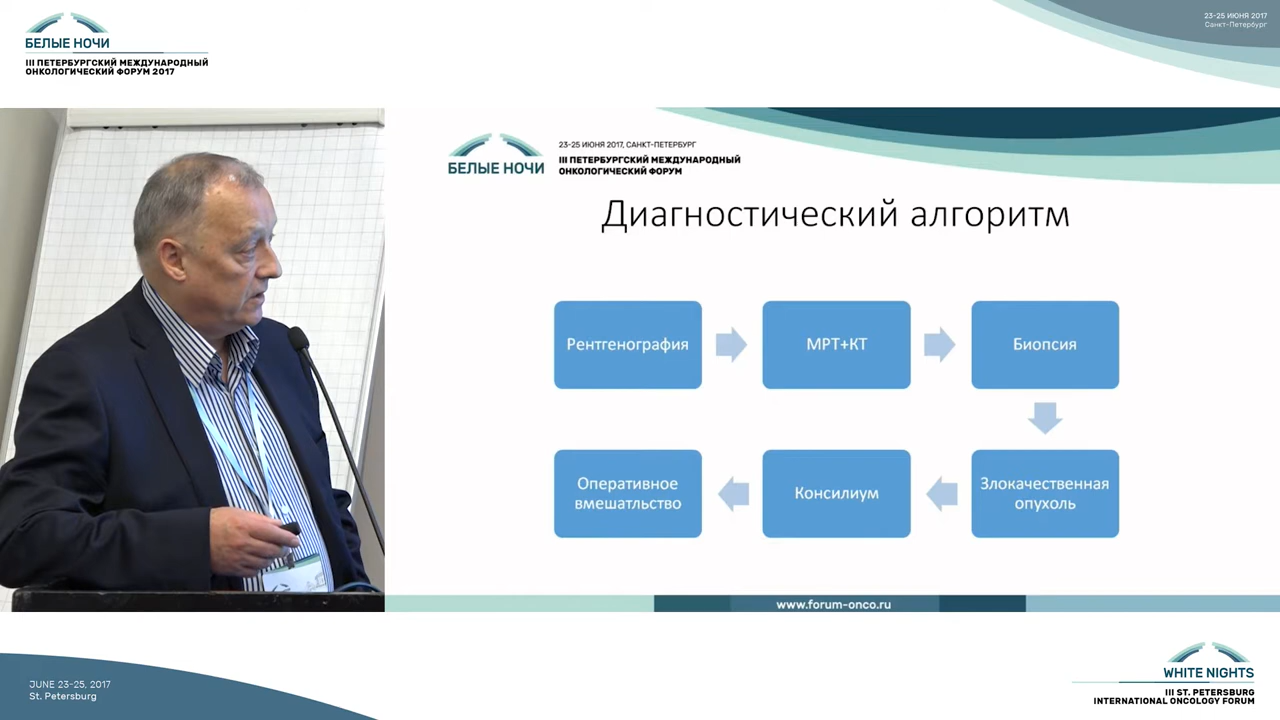 БЕЛЫЕ НОЧИ
III ПЕТЕРБУРГСКИЙ МЕЖДУНАРОДНЫЙ
ОНКОЛОГИЧЕСКИЙ ФОРУМ 2017
23-25 ИЮНЯ 2017
Санкт-Петербург
БЕЛЫЕ НОЧИ
23-25 ИЮНЯ 2017, САНКТ-ПЕТЕРБУРГ
III ПЕТЕРБУРГСКИЙ МЕЖДУНАРОДНЫЙ
ОНКОЛОГИЧЕСКИЙ ФОРУМ
Диагностический алгоритм
Рентгенография
МРТ+КТ
Биопсия
Злокачественная
опухоль
Консилиум
Оперативное
вмешатльство
www.forum-onco.ru
JUNE 23-25, 2017
St. Petersburg
WHITE NIGHTS
III ST. PETERSBURG
INTERNATIONAL ONCOLOGY FORUM